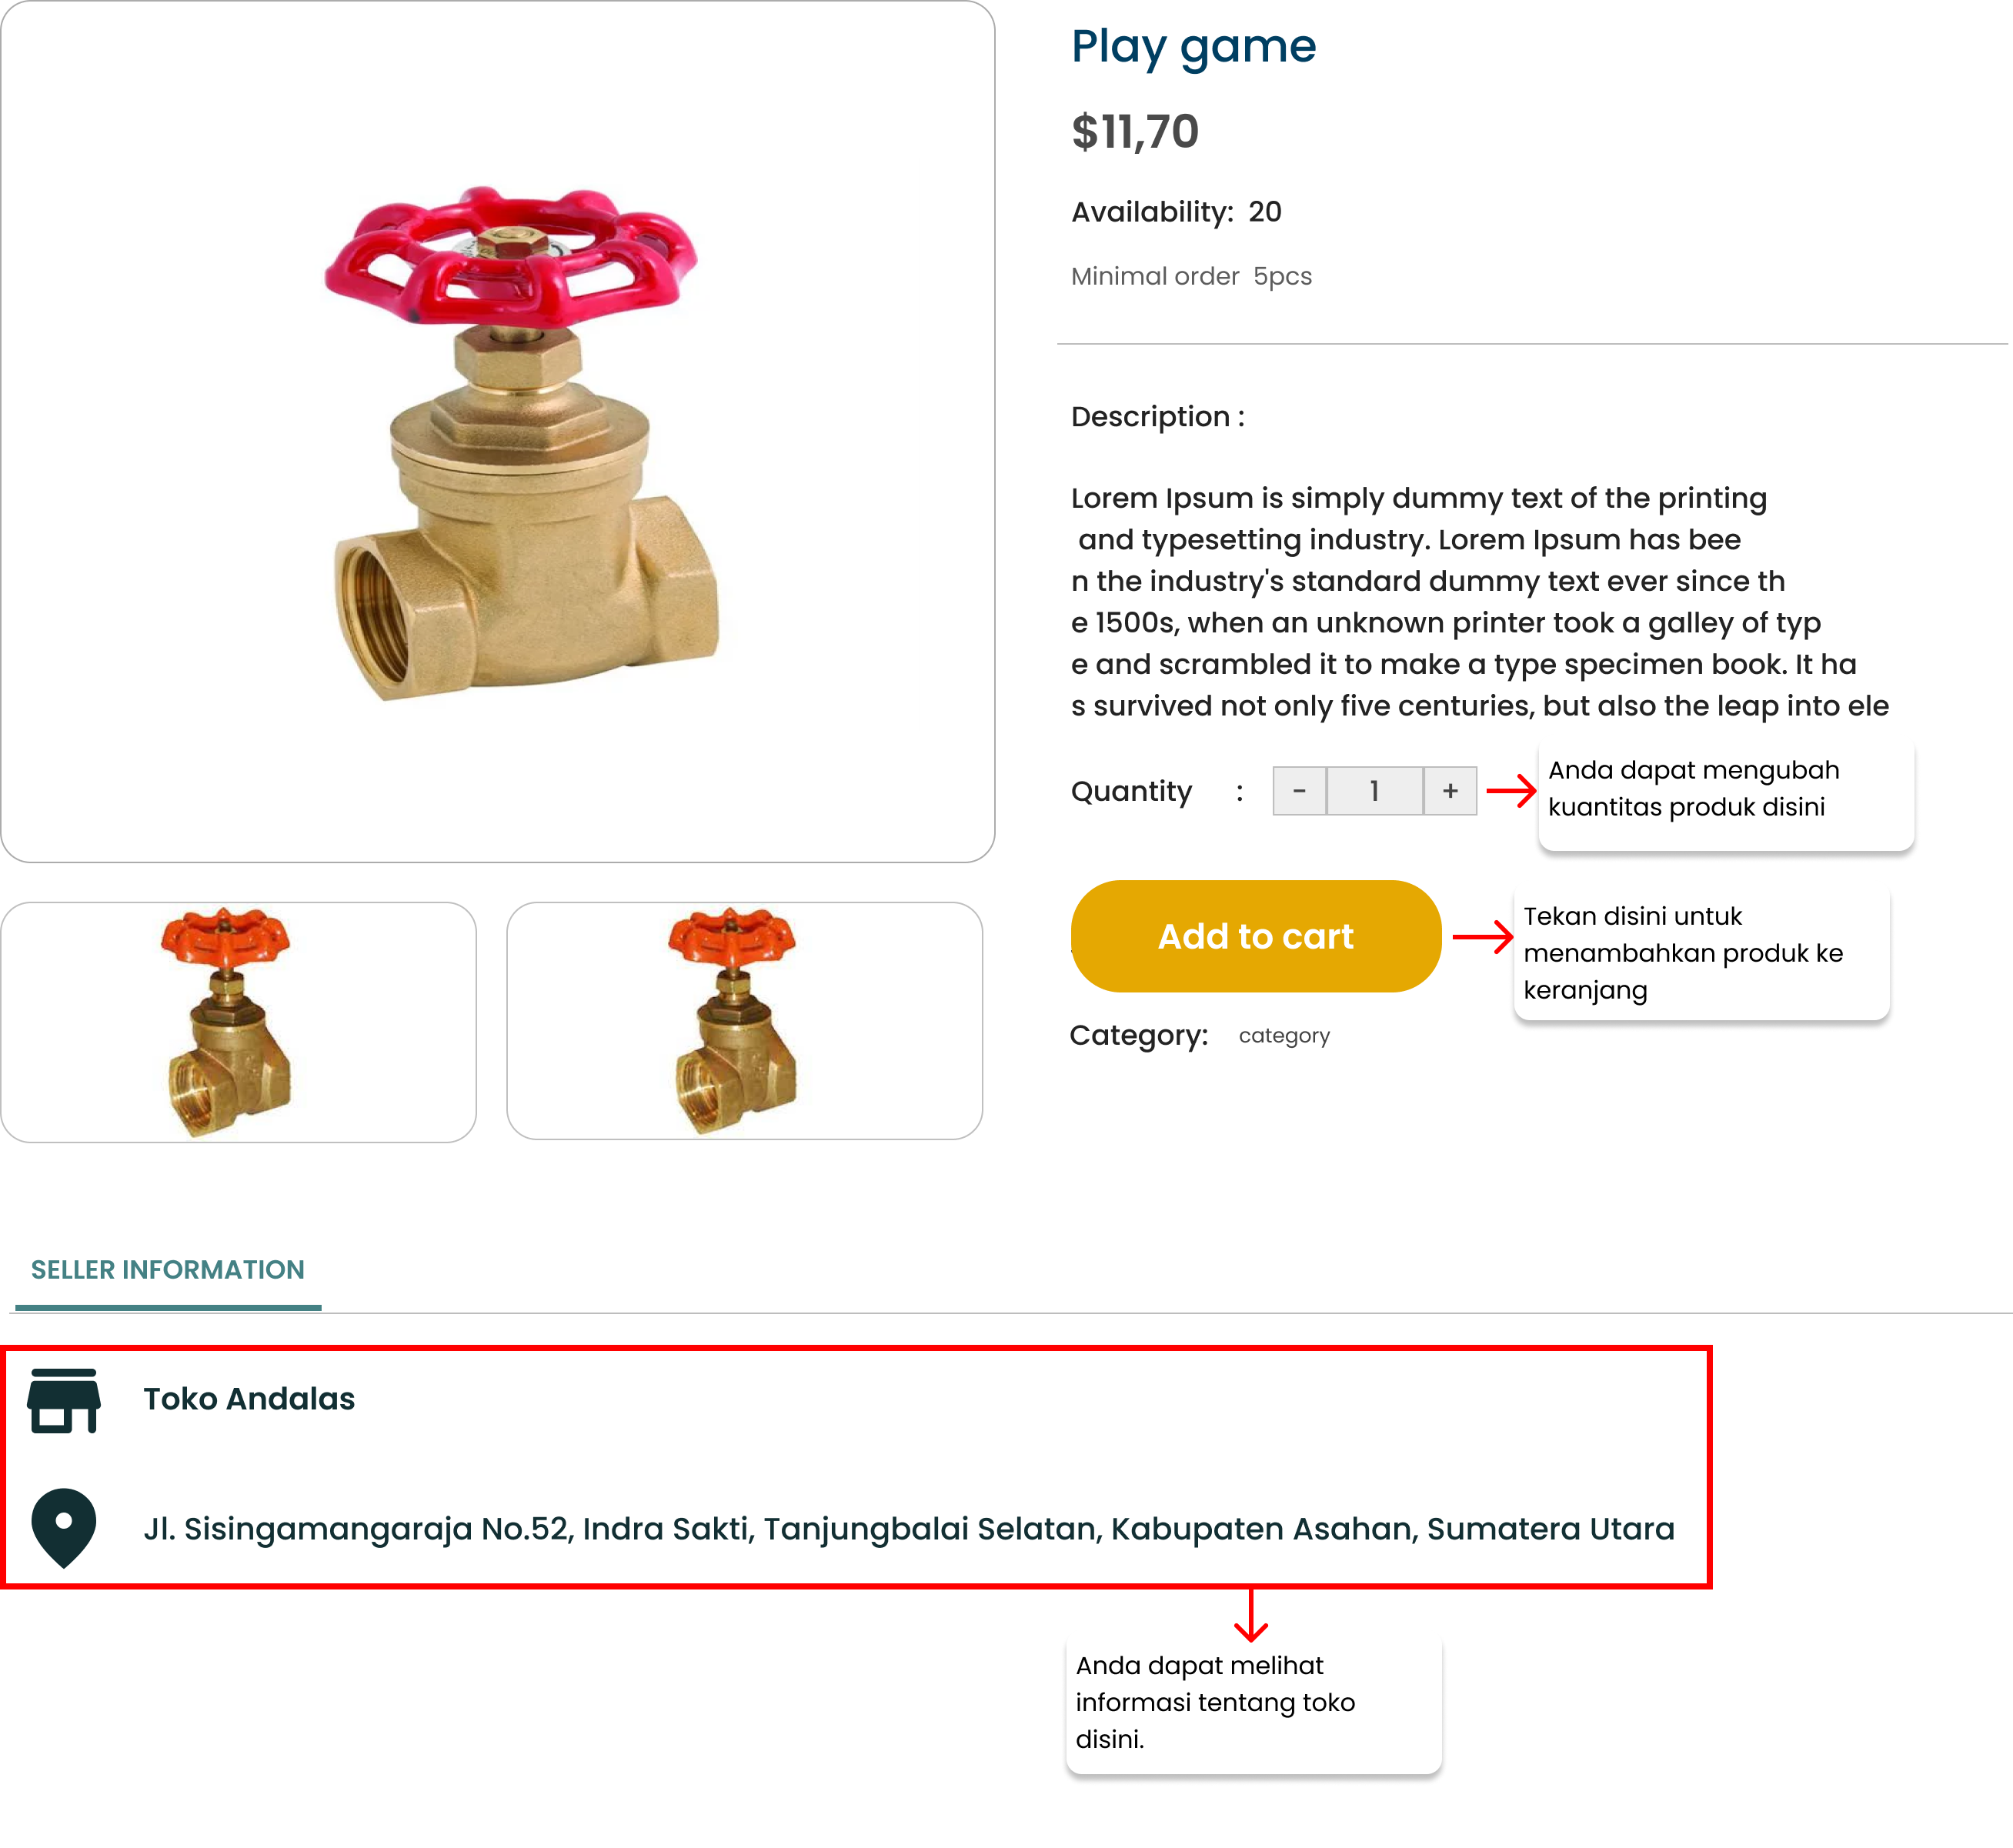 Play game
$11,70
Availability: 20
Minimal order 5pcs
Description :
Lorem Ipsum is simply dummy text of the printing
and typesetting industry. Lorem Ipsum has bee
n the industry's standard dummy text ever since th
e 1500s, when an unknown printer took a galley of typ
e and scrambled it to make a type specimen book. It ha
s survived not only five centuries, but also the leap into ele
Quantity : - 1 +
Anda dapat mengubah
kuantitas produk disini
Add to cart
Tekan disini untuk
menambahkan produk ke
keranjang
Category: category
SELLER INFORMATION
Toko Andalas
Jl. Sisingamangaraja No.52, Indra Sakti, Tanjungbalai Selatan, Kabupaten Asahan, Sumatera Utara
Anda dapat melihat
informasi tentang toko
disini.